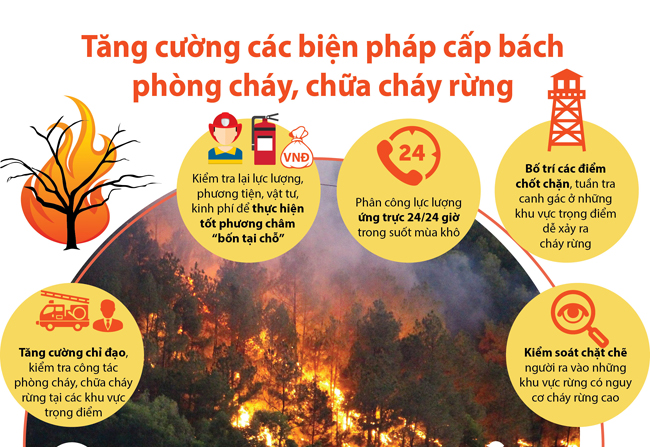 Tăng cường các biện pháp cấp bách
phòng cháy, chữa cháy rừng
VNĐ
Kiểm tra lại lực lượng,
phương tiện, vật tư,
kinh phí để thực hiện
tốt phương châm
“bốn tại chỗ”
24
Phân công lực lượng
ứng trực 24/24 giờ
trong suốt mùa khô
Bố trí các điểm
chốt chặn, tuần tra
canh gác ở những
khu vực trọng điểm
dễ xảy ra
cháy rừng
Tăng cường chỉ đạo,
kiểm tra công tác
phòng cháy, chữa cháy
rừng tại các khu vực
trọng điểm
Kiểm soát chặt chẽ
người ra vào những
khu vực rừng có nguy
cơ cháy rừng cao